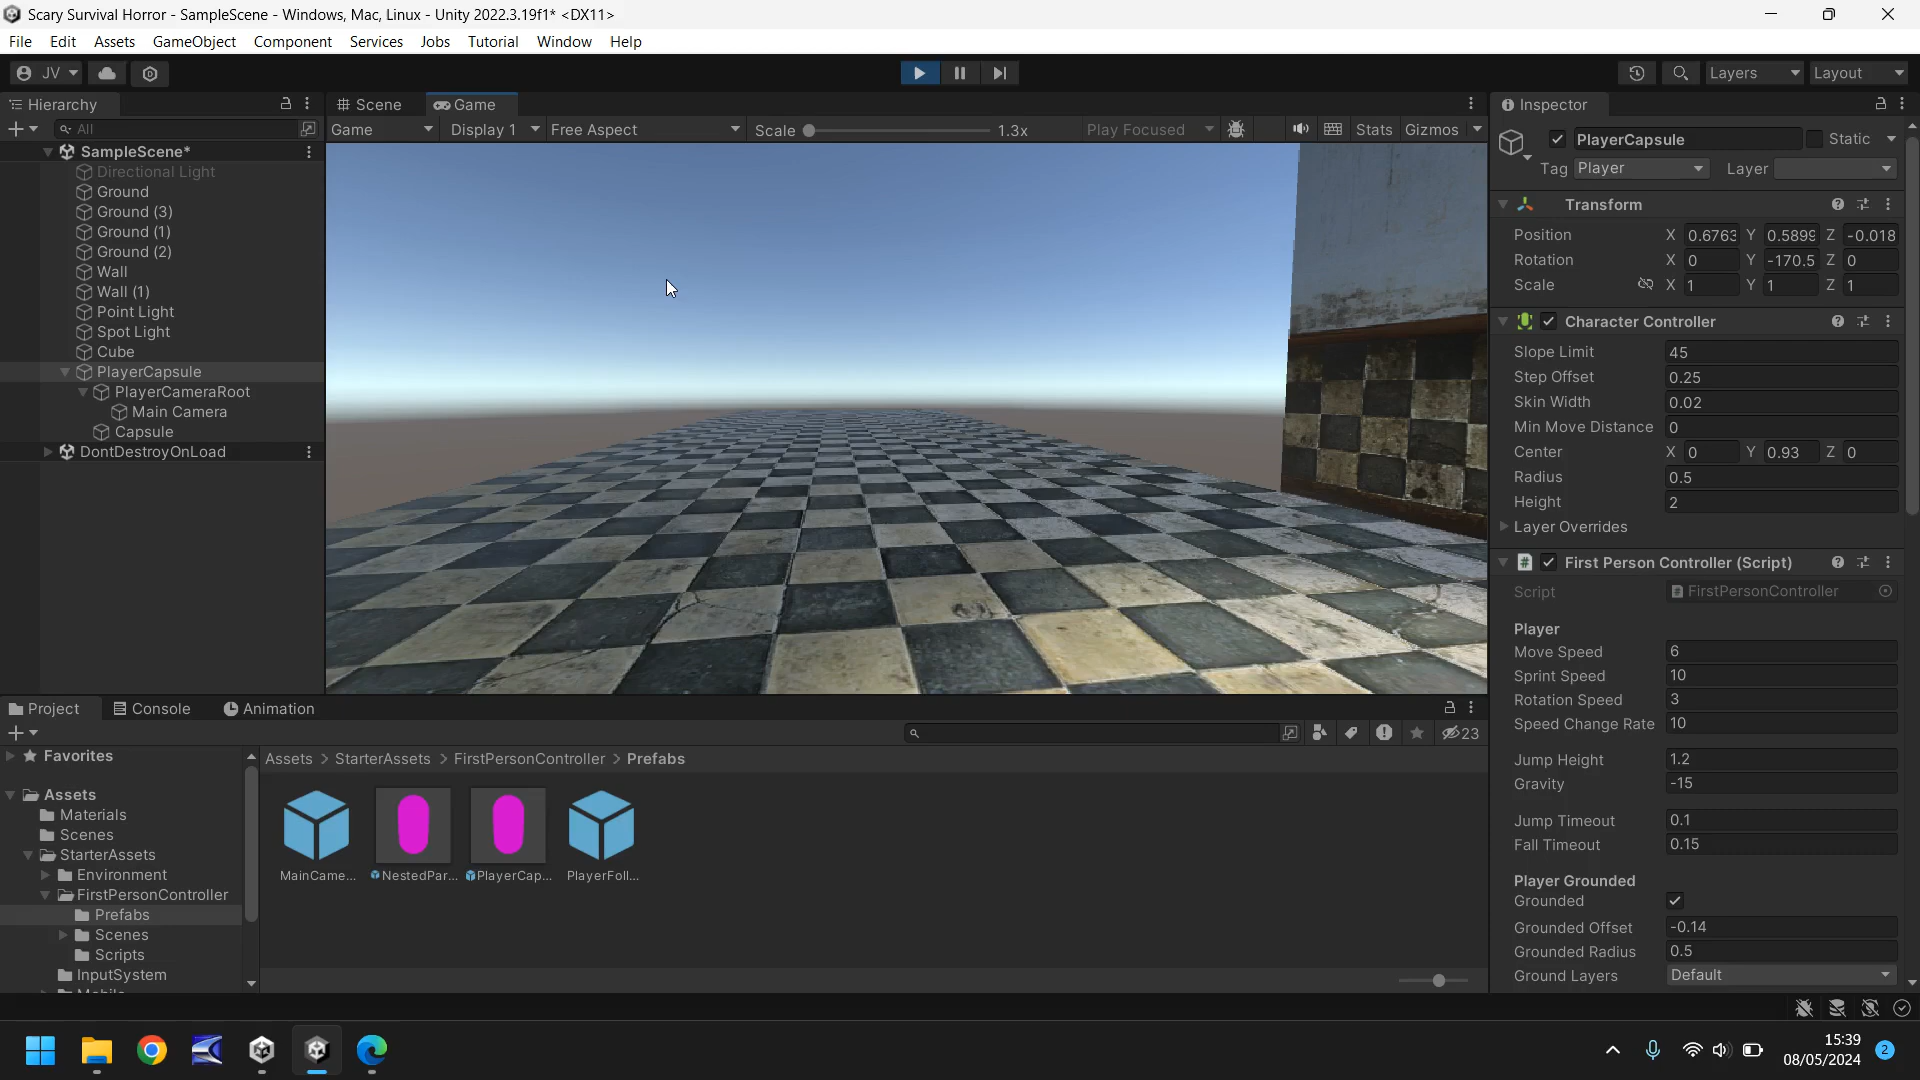 Scary Survival Horror - SampleScene - Windows, Mac, Linux - Unity 2022.3.19f1* <DX11>
File Edit Assets GameObject Component Services Jobs Tutorial Window Help
JV Layers Layout
Hierarchy
All
SampleScene*
Directional Light
Ground
Ground (3)
Ground (1)
Ground (2)
Wall
Wall (1)
Point Light
Spot Light
Cube
PlayerCapsule
PlayerCameraRoot
Main Camera
Capsule
DontDestroyOnLoad
Scene Game
Game Display 1 Free Aspect Scale 1.3x Play Focused Stats Gizmos
Inspector
PlayerCapsule Static
Tag Player Layer
Transform
Position X 0.6763 Y 0.5899 Z -0.018
Rotation X 0 Y -170.5 Z 0
Scale X 1 Y 1 Z 1
Character Controller
Slope Limit 45
Step Offset 0.25
Skin Width 0.02
Min Move Distance 0
Center X 0 Y 0.93 Z 0
Radius 0.5
Height 2
Layer Overrides
First Person Controller (Script)
Script FirstPersonController
Player
Move Speed 6
Sprint Speed 10
Rotation Speed 3
Speed Change Rate 10
Jump Height 1.2
Gravity -15
Jump Timeout 0.1
Fall Timeout 0.15
Player Grounded
Grounded
Grounded Offset -0.14
Grounded Radius 0.5
Ground Layers Default
Project Console Animation
23
Favorites
Assets
Materials
Scenes
StarterAssets
Environment
FirstPersonController
Prefabs
Scenes
Scripts
InputSystem
Assets > StarterAssets > FirstPersonController > Prefabs
MainCame... NestedPar... PlayerCap... PlayerFoll...
15:39
08/05/2024
2